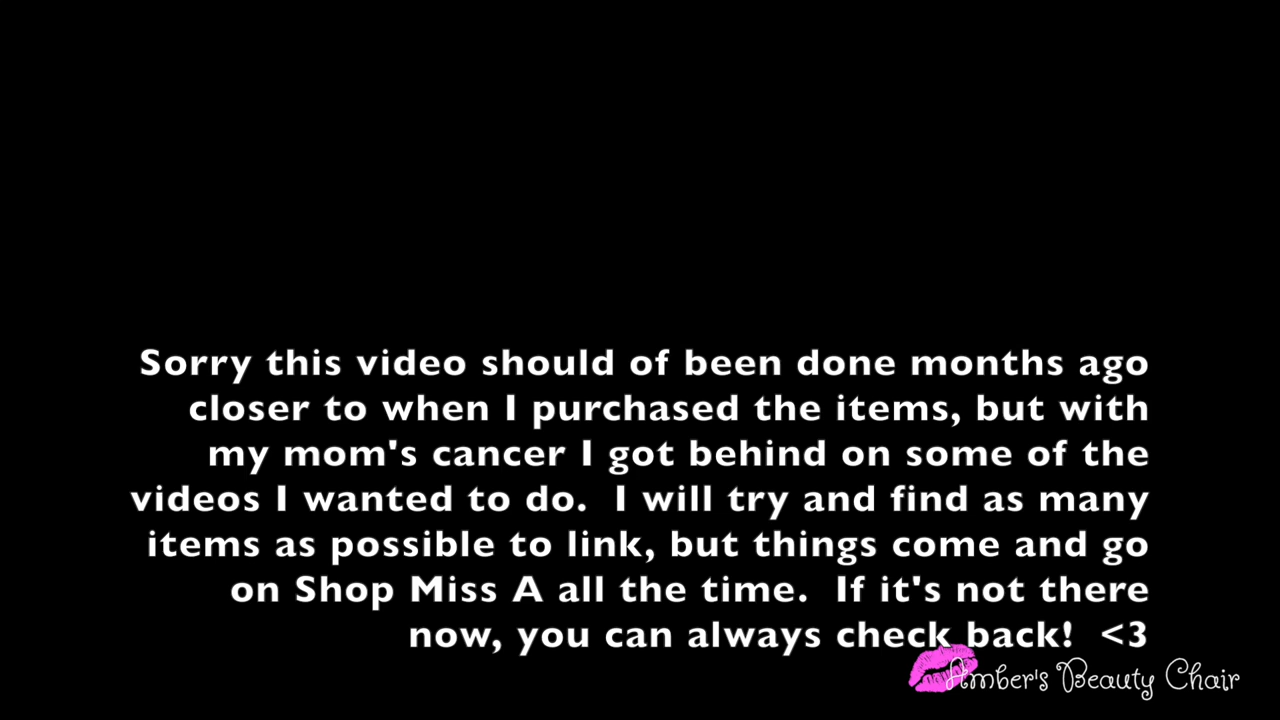 Sorry this video should of been done months ago
closer to when I purchased the items, but with
my mom's cancer I got behind on some of the
videos I wanted to do.  I will try and find as many
items as possible to link, but things come and go
on Shop Miss A all the time.  If it's not there
now, you can always check back!  <3
Amber's Beauty Chair